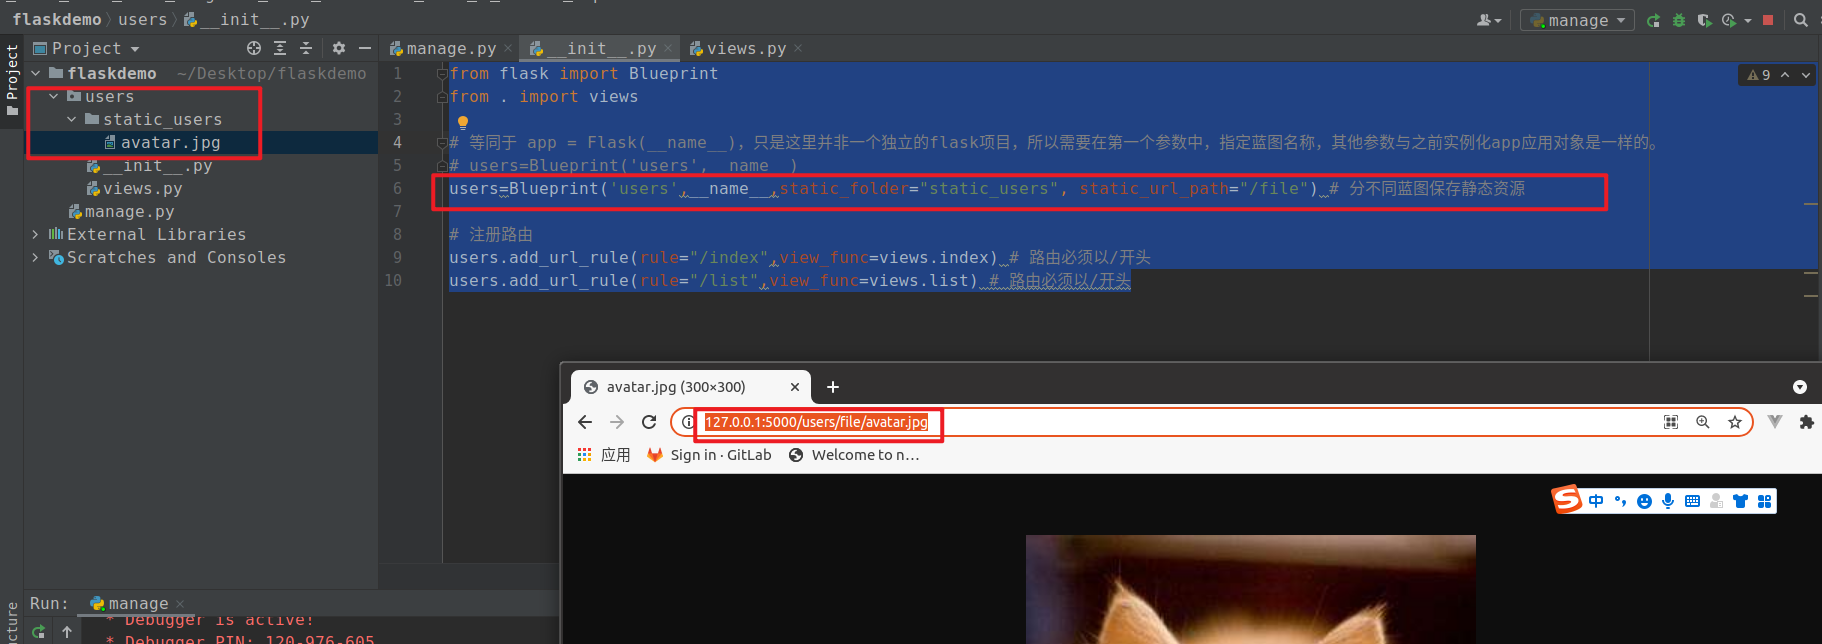 flaskdemo users __init__.py
manage
Project
Project
manage.py
__init__.py
views.py
flaskdemo ~/Desktop/flaskdemo
users
static_users
avatar.jpg
__init__.py
views.py
manage.py
External Libraries
Scratches and Consoles
9
1 from flask import Blueprint
2 from . import views
3
4 # 等同于 app = Flask(__name__)，只是这里并非一个独立的flask项目，所以需要在第一个参数中，指定蓝图名称，其他参数与之前实例化app应用对象是一样的。
5 # users=Blueprint('users',__name__)
6 users=Blueprint('users',__name__,static_folder="static_users", static_url_path="/file") # 分不同蓝图保存静态资源
7
8 # 注册路由
9 users.add_url_rule(rule="/index",view_func=views.index) # 路由必须以/开头
10 users.add_url_rule(rule="/list",view_func=views.list) # 路由必须以/开头
avatar.jpg (300×300)
127.0.0.1:5000/users/file/avatar.jpg
应用
Sign in · GitLab
Welcome to n…
S 中
Run: manage
* Debugger is active!
* Debugger PIN: 120-976-605